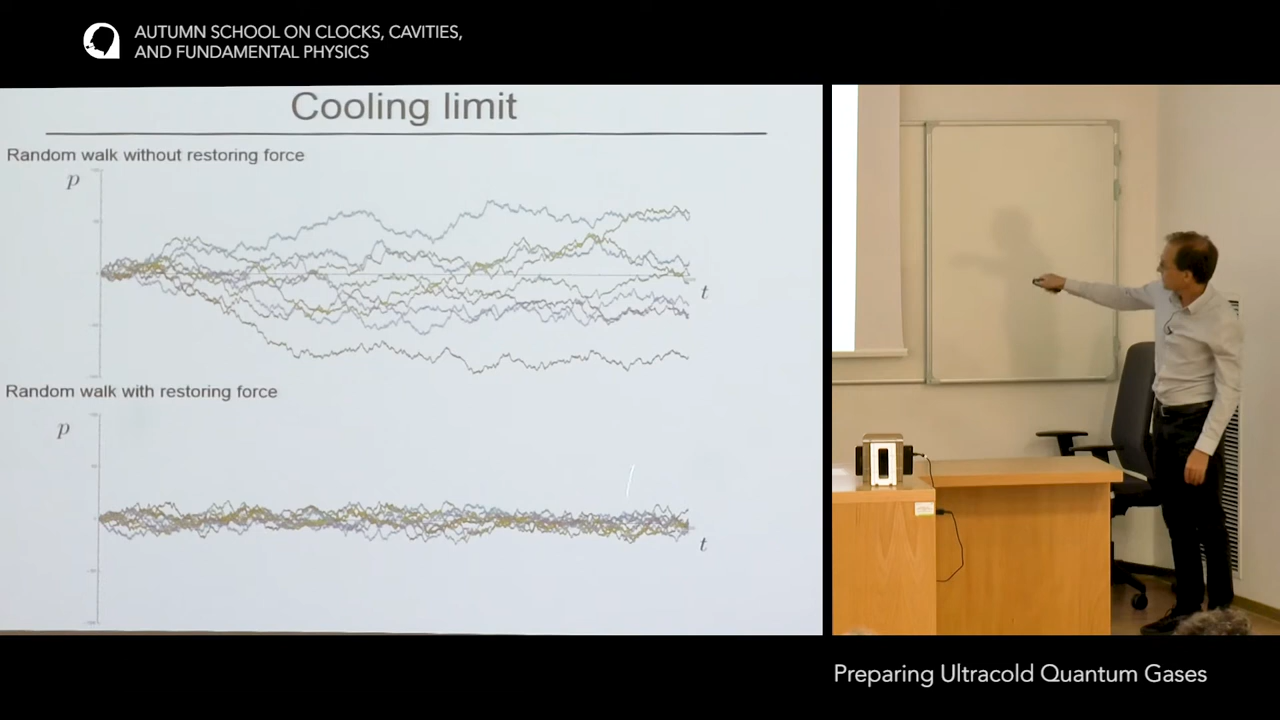 AUTUMN SCHOOL ON CLOCKS, CAVITIES,
AND FUNDAMENTAL PHYSICS
Cooling limit
Random walk without restoring force
p
t
Random walk with restoring force
p
t
Preparing Ultracold Quantum Gases